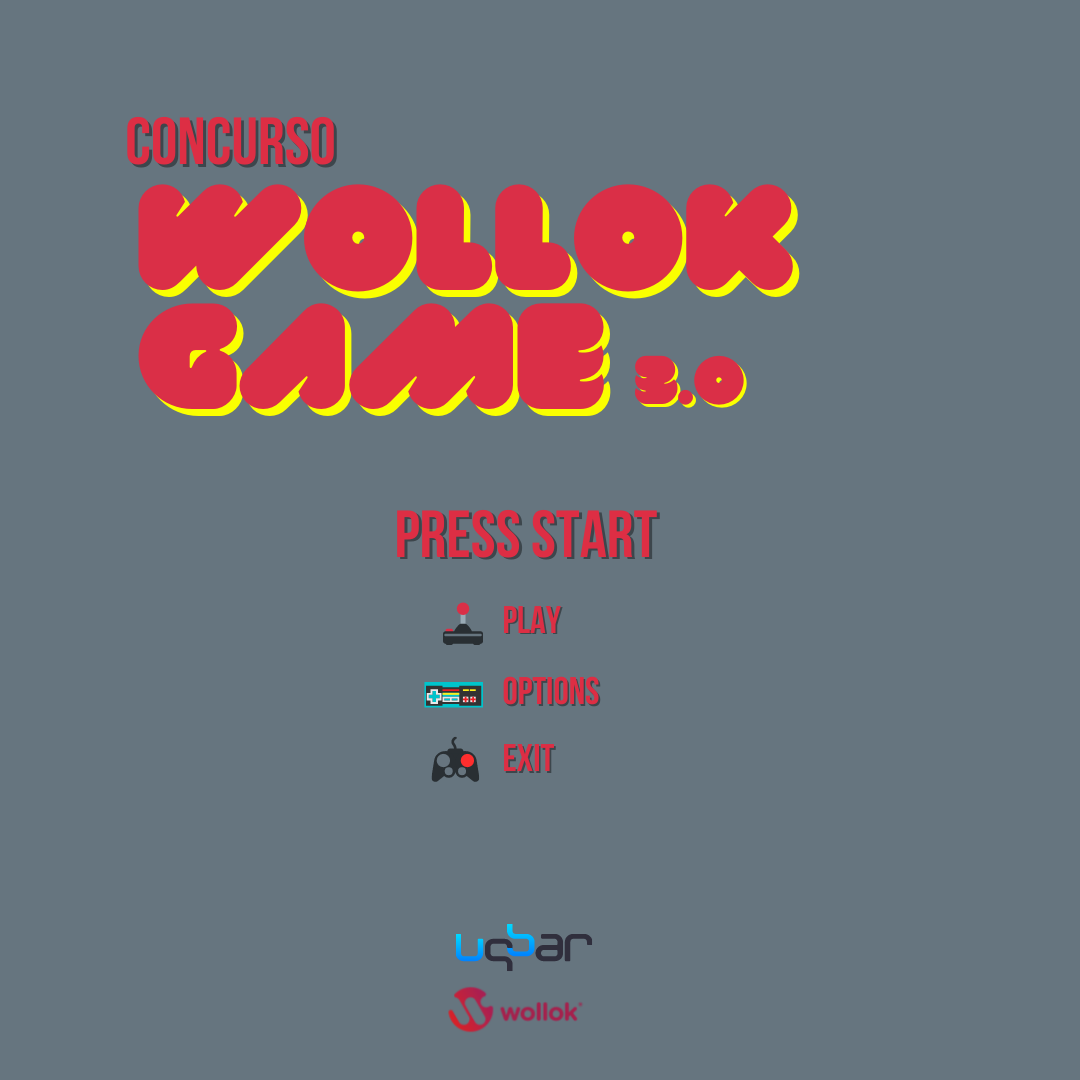 CONCURSO
WOLLOK
GAME 3.0
PRESS START
PLAY
OPTIONS
EXIT
uqbar
wollok